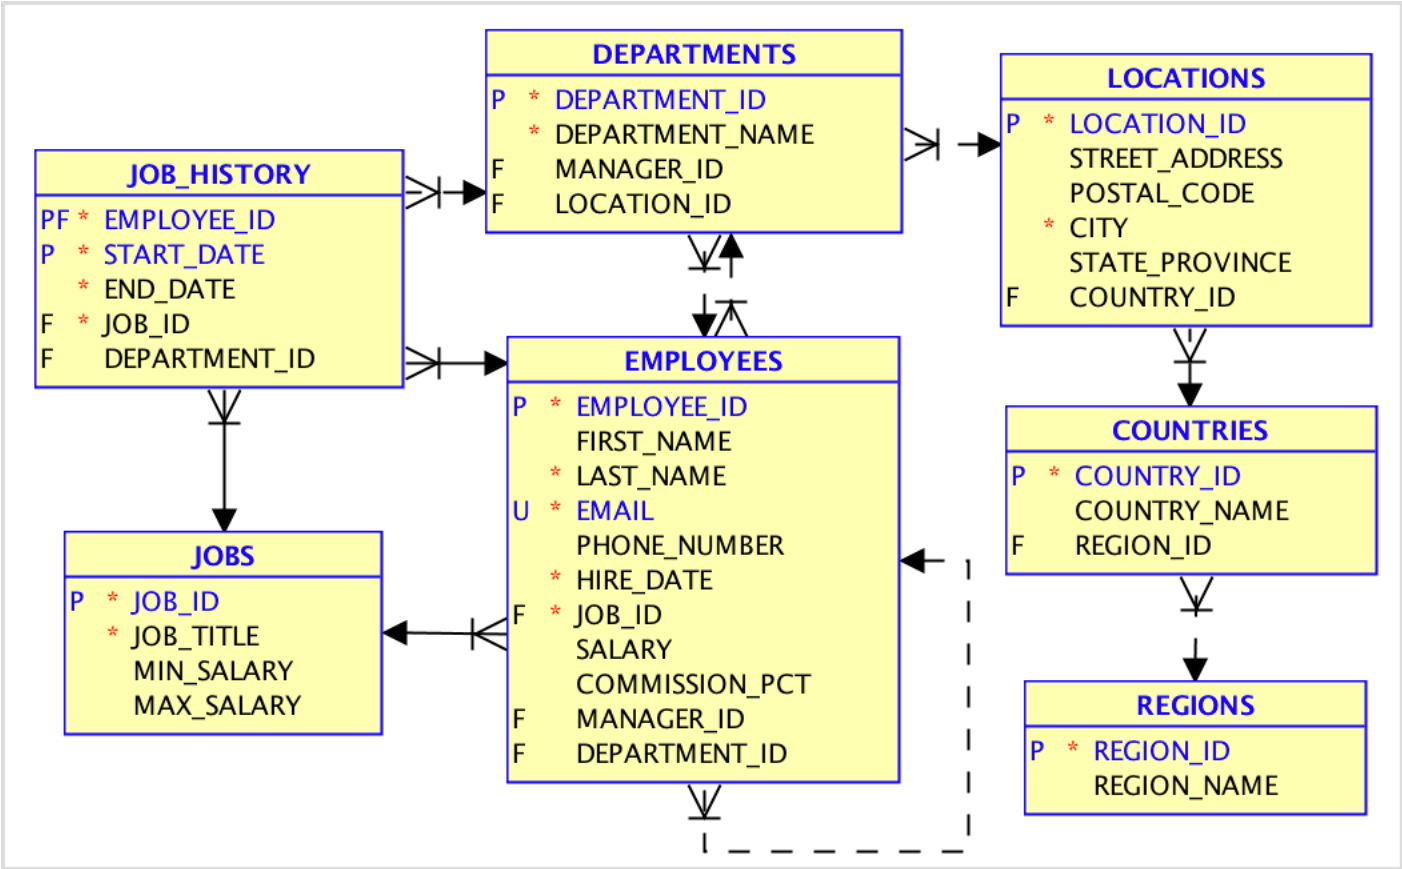 DEPARTMENTS
P * DEPARTMENT_ID
* DEPARTMENT_NAME
F MANAGER_ID
F LOCATION_ID
LOCATIONS
P * LOCATION_ID
STREET_ADDRESS
POSTAL_CODE
* CITY
STATE_PROVINCE
F COUNTRY_ID
JOB_HISTORY
PF * EMPLOYEE_ID
P * START_DATE
* END_DATE
F * JOB_ID
F DEPARTMENT_ID
EMPLOYEES
P * EMPLOYEE_ID
FIRST_NAME
* LAST_NAME
U * EMAIL
PHONE_NUMBER
* HIRE_DATE
F * JOB_ID
SALARY
COMMISSION_PCT
F MANAGER_ID
F DEPARTMENT_ID
COUNTRIES
P * COUNTRY_ID
COUNTRY_NAME
F REGION_ID
JOBS
P * JOB_ID
* JOB_TITLE
MIN_SALARY
MAX_SALARY
REGIONS
P * REGION_ID
REGION_NAME